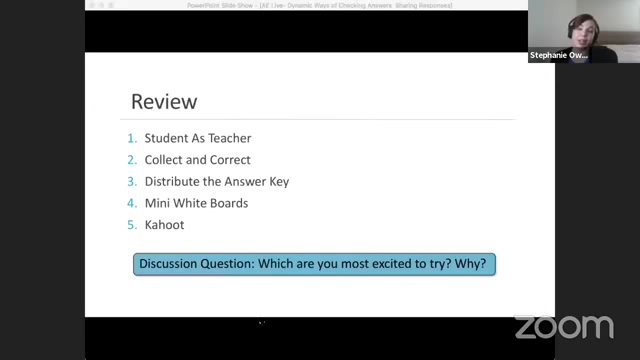 PowerPoint Slide Show - [AE Live- Dynamic Ways of Checking Answers Sharing Responses]
Stephanie Ow...
Review
1. Student As Teacher
2. Collect and Correct
3. Distribute the Answer Key
4. Mini White Boards
5. Kahoot
Discussion Question: Which are you most excited to try? Why?
zoom